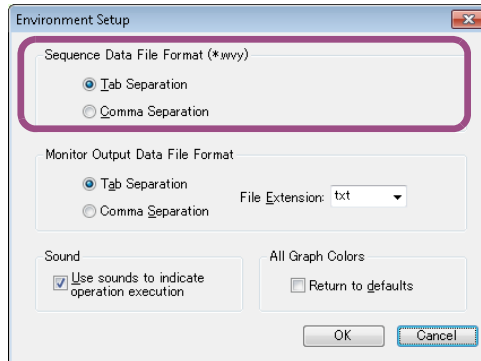 Environment Setup
Sequence Data File Format (*.wvy)
Tab Separation
Comma Separation
Monitor Output Data File Format
Tab Separation
File Extension: txt
Comma Separation
Sound
Use sounds to indicate
operation execution
All Graph Colors
Return to defaults
OK
Cancel